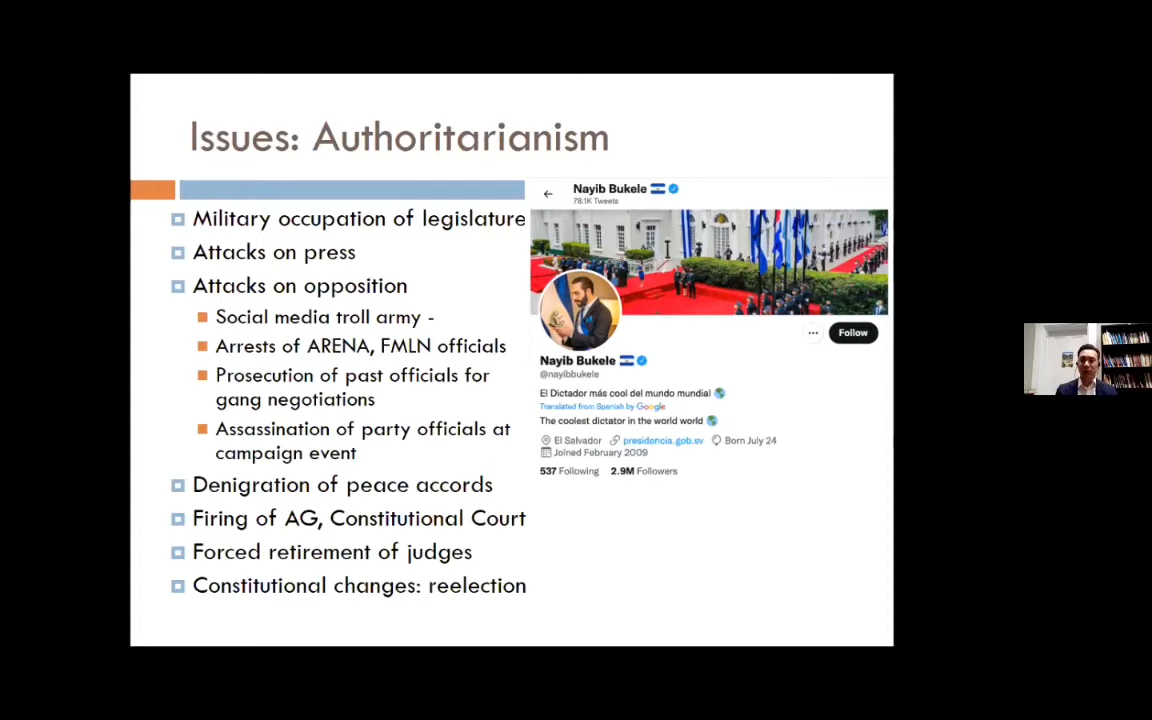 Issues: Authoritarianism
Military occupation of legislature
Attacks on press
Attacks on opposition
Social media troll army -
Arrests of ARENA, FMLN officials
Prosecution of past officials for
gang negotiations
Assassination of party officials at
campaign event
Denigration of peace accords
Firing of AG, Constitutional Court
Forced retirement of judges
Constitutional changes: reelection
Nayib Bukele
78.1K Tweets
Follow
Nayib Bukele
@nayibbukele
El Dictador más cool del mundo mundial
Translated from Spanish by Google
The coolest dictator in the world world
El Salvador presidencia.gob.sv Born July 24
Joined February 2009
537 Following 2.9M Followers